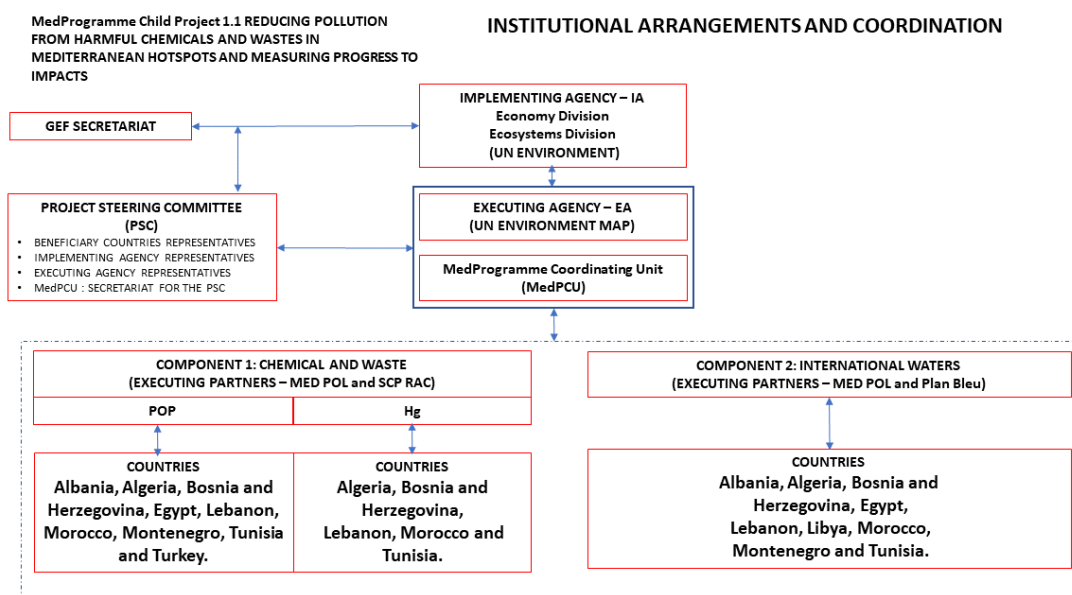 MedProgramme Child Project 1.1 REDUCING POLLUTION
FROM HARMFUL CHEMICALS AND WASTES IN
MEDITERRANEAN HOTSPOTS AND MEASURING PROGRESS TO
IMPACTS
INSTITUTIONAL ARRANGEMENTS AND COORDINATION
IMPLEMENTING AGENCY – IA
Economy Division
Ecosystems Division
(UN ENVIRONMENT)
GEF SECRETARIAT
PROJECT STEERING COMMITTEE
(PSC)
• BENEFICIARY COUNTRIES REPRESENTATIVES
• IMPLEMENTING AGENCY REPRESENTATIVES
• EXECUTING AGENCY REPRESENTATIVES
• MedPCU : SECRETARIAT FOR THE PSC
EXECUTING AGENCY – EA
(UN ENVIRONMENT MAP)
MedProgramme Coordinating Unit
(MedPCU)
COMPONENT 1: CHEMICAL AND WASTE
(EXECUTING PARTNERS – MED POL and SCP RAC)
POP
Hg
COUNTRIES
Albania, Algeria, Bosnia and
Herzegovina, Egypt, Lebanon,
Morocco, Montenegro, Tunisia
and Turkey.
COUNTRIES
Algeria, Bosnia and
Herzegovina,
Lebanon, Morocco and
Tunisia.
COMPONENT 2: INTERNATIONAL WATERS
(EXECUTING PARTNERS – MED POL and Plan Bleu)
COUNTRIES
Albania, Algeria, Bosnia and
Herzegovina, Egypt,
Lebanon, Libya, Morocco,
Montenegro and Tunisia.